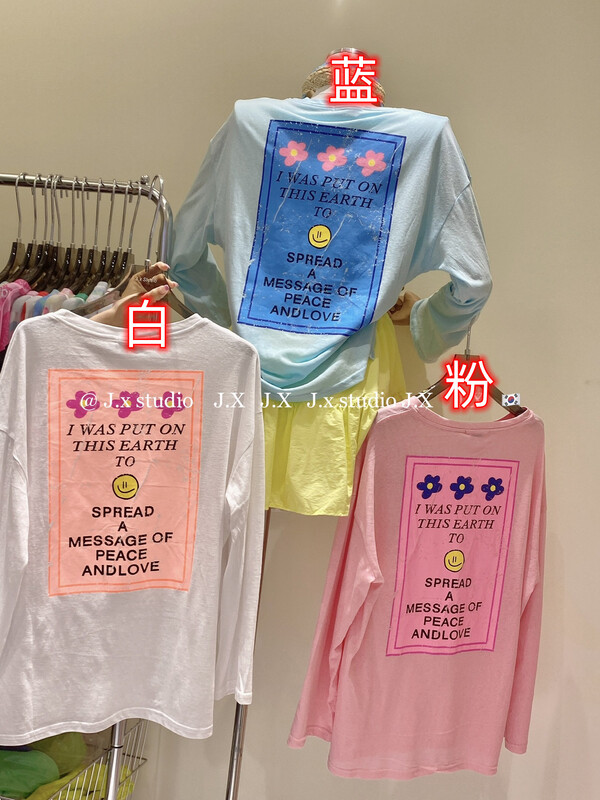 蓝
I WAS PUT ON
THIS EARTH
TO
SPREAD
A
MESSAGE OF
PEACE
ANDLOVE
白
@ J.x studio J.X J.X J.x.studio J.X
I WAS PUT ON
THIS EARTH
TO
SPREAD
A
MESSAGE OF
PEACE
ANDLOVE
粉
I WAS PUT ON
THIS EARTH
TO
SPREAD
A
MESSAGE OF
PEACE
ANDLOVE